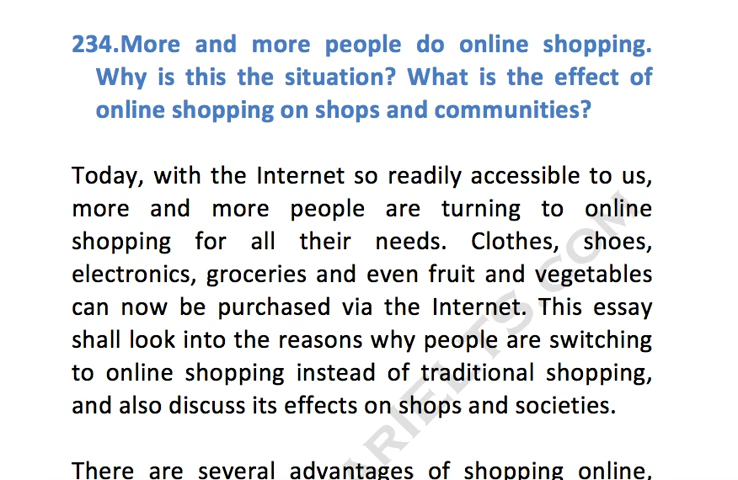 234.More and more people do online shopping.
Why is this the situation? What is the effect of
online shopping on shops and communities?
Today, with the Internet so readily accessible to us,
more and more people are turning to online
shopping for all their needs. Clothes, shoes,
electronics, groceries and even fruit and vegetables
can now be purchased via the Internet. This essay
shall look into the reasons why people are switching
to online shopping instead of traditional shopping,
and also discuss its effects on shops and societies.
There are several advantages of shopping online,